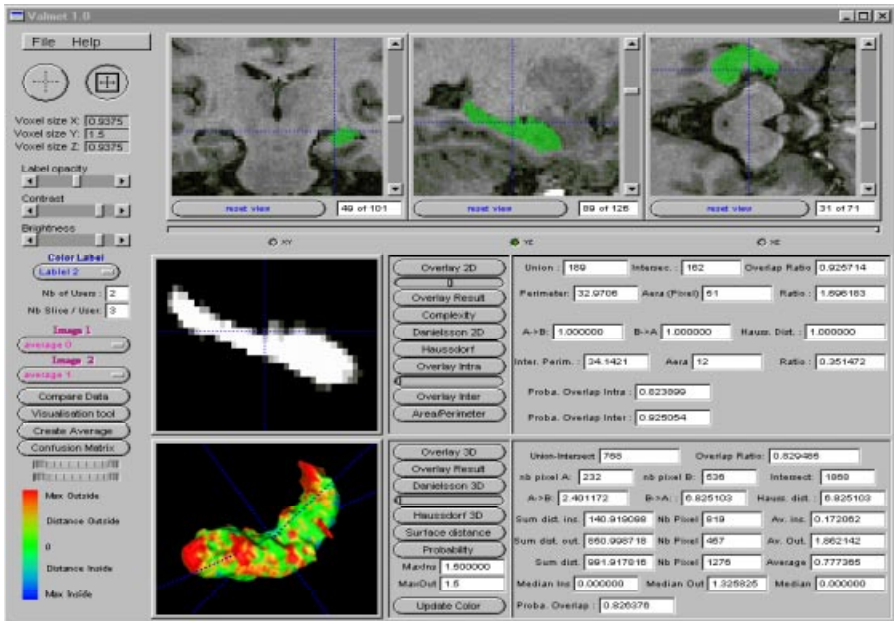 Valmet 1.0
File Help
Voxel size X: 0.9375
Voxel size Y: 1.5
Voxel size Z: 0.9375
Label opacity
Contrast
Brightness
Color Label
Lablel 2
Nb of Users : 2
Nb Slice / User: 3
Image 1
average 0
Image 2
average 1
Compare Data
Visualisation tool
Create Average
Confusion Matrix
Max Outside
Distance Outside
0
Distance Inside
Max Inside
reset view 49 of 101
reset view 89 of 126
reset view 31 of 71
XY YZ XZ
Overlay 2D
Overlay Result
Complexity
Danielsson 2D
Haussdorf
Overlay Intra
Overlay Inter
Area/Perimeter
Union : 189 Intersec. : 162 Overlap Ratio 0.925714
Perimeter: 32.9706 Aera (Pixel) 61 Ratio : 1.696183
A->B: 1.000000 B->A 1.000000 Hauss. Dist. : 1.000000
Inter. Perim. : 34.1421 Aera 12 Ratio : 0.351472
Proba. Overlap Intra : 0.823899
Proba. Overlap Inter : 0.925054
Overlay 3D
Overlay Result
Danielsson 3D
Haussdorf 3D
Surface distance
Probability
MaxIns 1.500000
MaxOut 1.5
Update Color
Union-Intersect 768 Overlap Ratio: 0.829485
nb pixel A: 232 nb pixel B: 536 Intersect: 1868
A->B: 2.401172 B->A: : 6.825103 Hauss. dist. : 6.825103
Sum dist. ins. 140.919098 Nb Pixel 819 Av. ins. 0.172062
Sum dist. out. 850.998718 Nb Pixel 457 Av. Out. 1.862142
Sum dist. 991.917816 Nb Pixel 1276 Average 0.777365
Median Ins 0.000000 Median Out 1.325825 Median 0.000000
Proba. Overlap : 0.826376